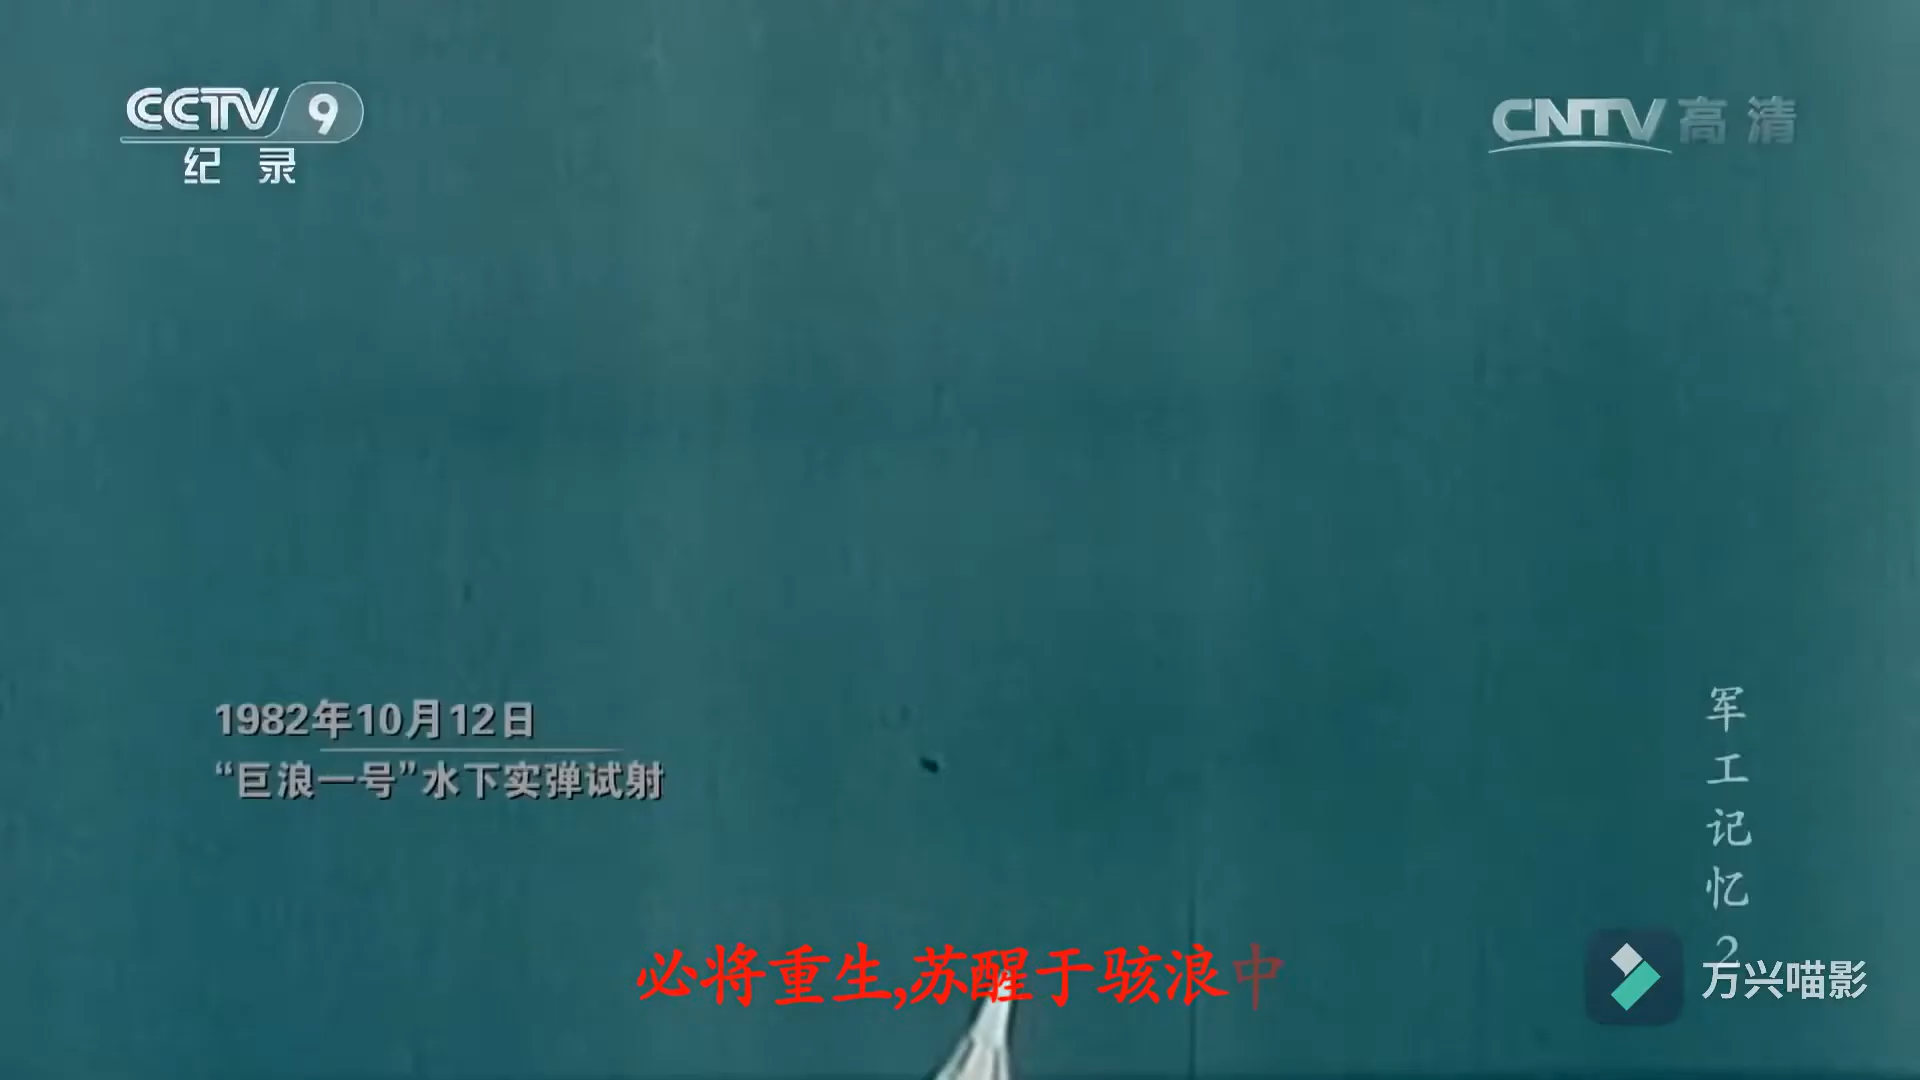 CCTV 9
纪录
CNTV高清
1982年10月12日
“巨浪一号”水下实弹试射
军工记忆2
必将重生,苏醒于骇浪中
万兴喵影